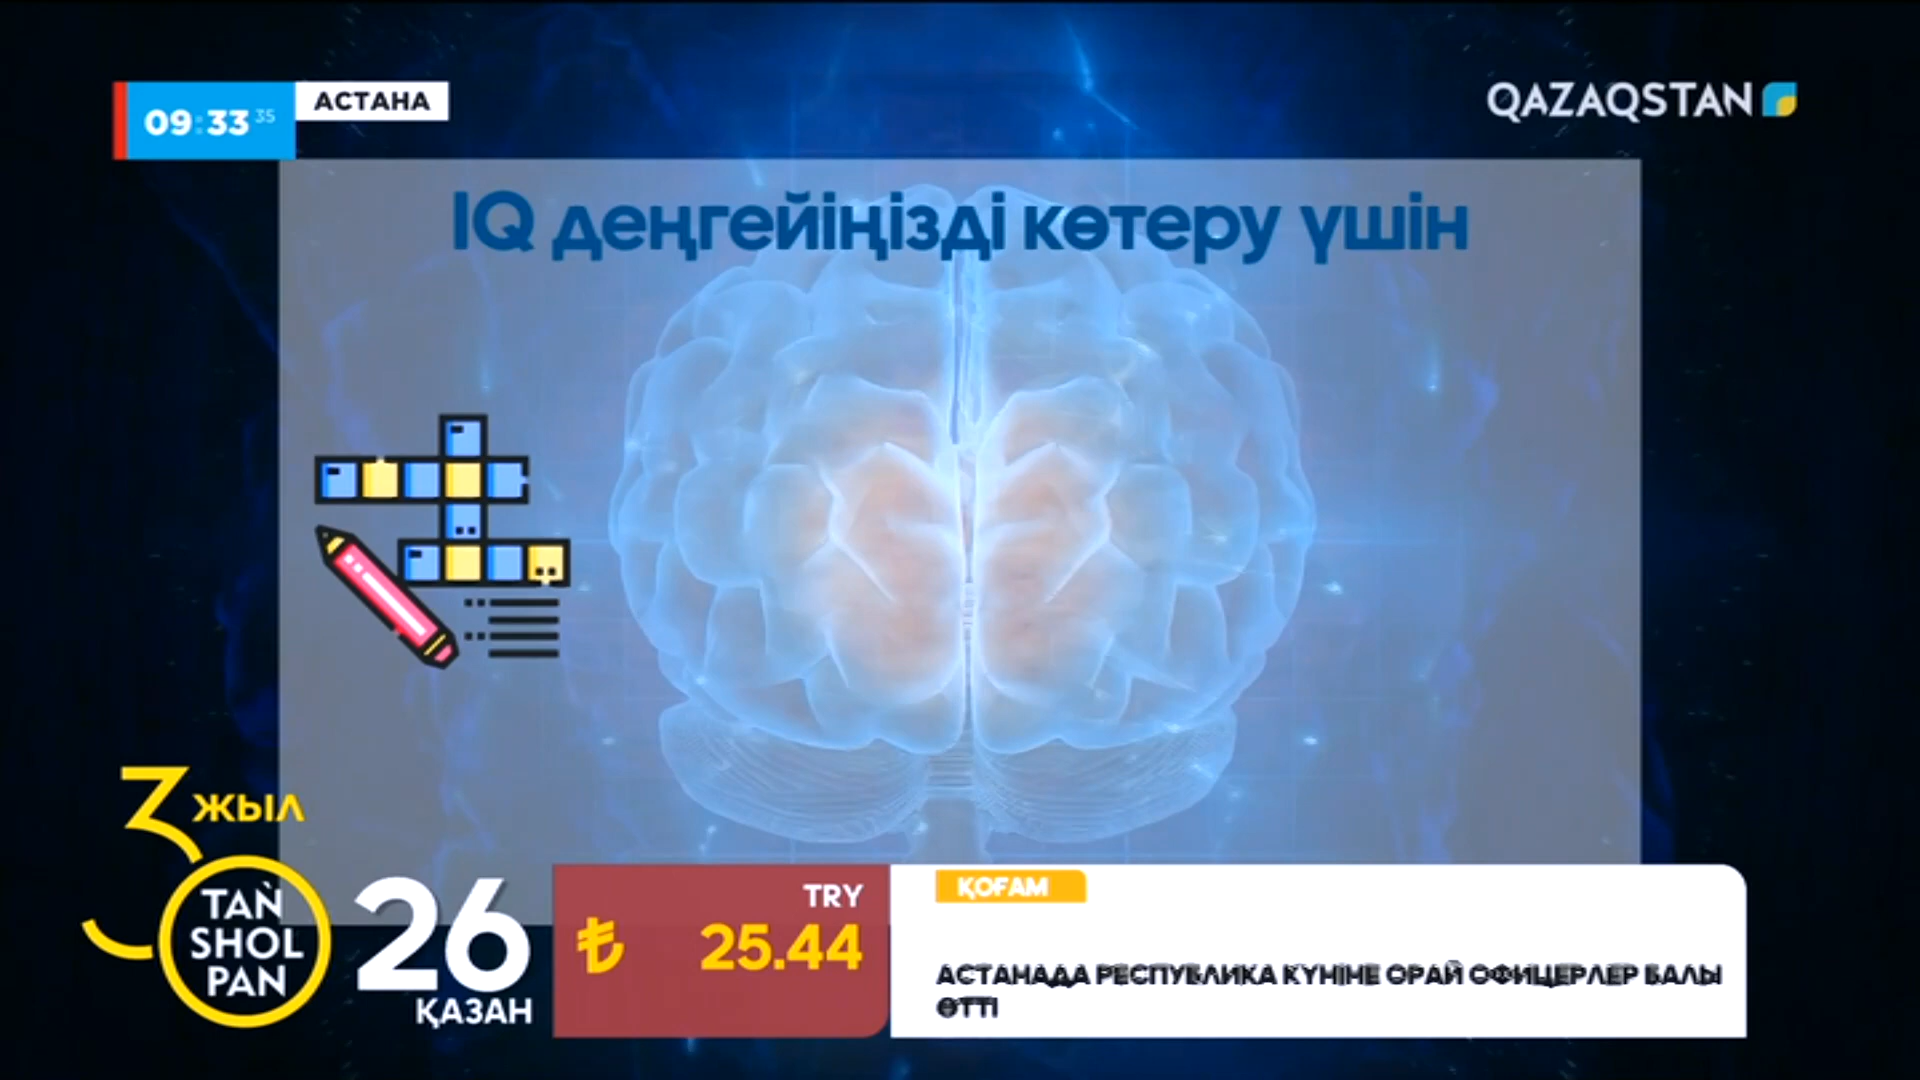 09:33 35
АСТАНА
QAZAQSTAN
IQ деңгейіңізді көтеру үшін
3 ЖЫЛ
TAŃ
SHOL
PAN
26
ҚАЗАН
TRY
₺ 25.44
ҚОҒАМ
АСТАНАДА РЕСПУБЛИКА КҮНІНЕ ОРАЙ ОФИЦЕРЛЕР БАЛЫ
ӨТТІ